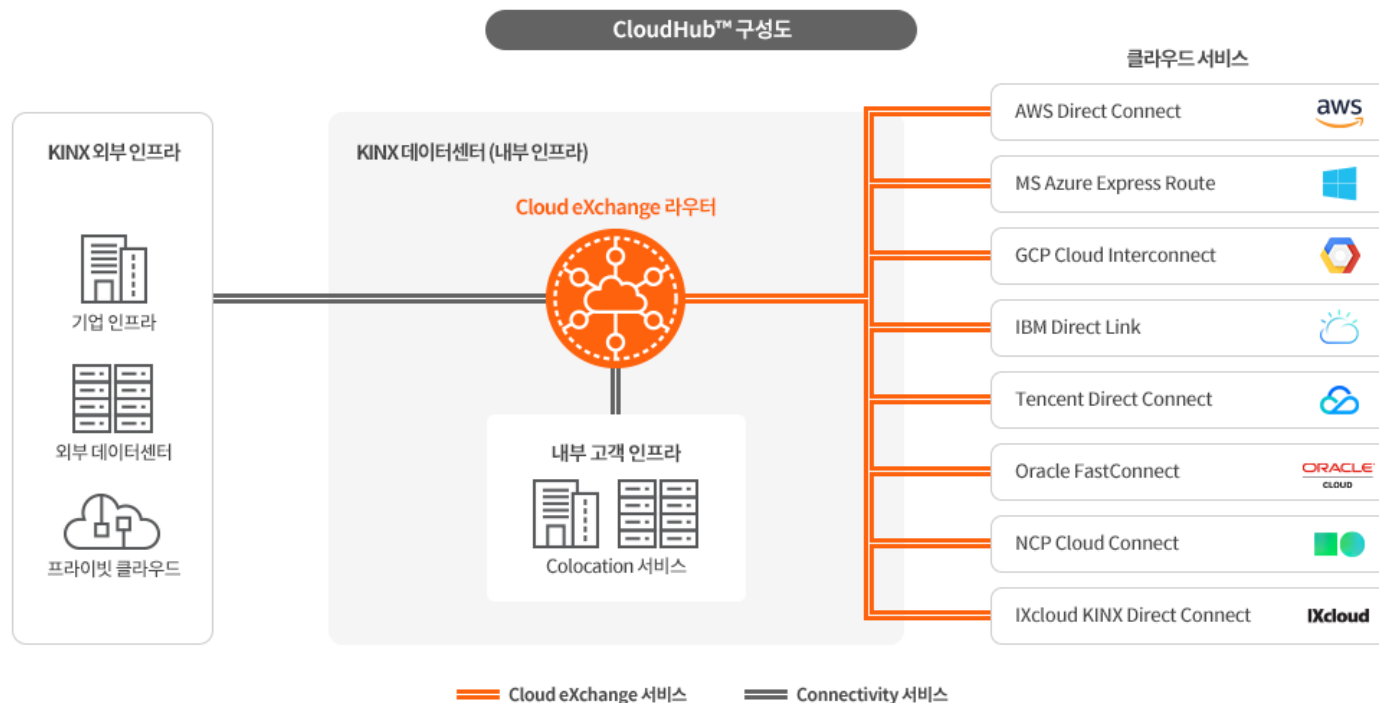 CloudHub™ 구성도
클라우드 서비스
KINX 외부 인프라
기업 인프라
외부 데이터센터
프라이빗 클라우드
KINX 데이터센터 (내부 인프라)
Cloud eXchange 라우터
내부 고객 인프라
Colocation 서비스
AWS Direct Connect
aws
MS Azure Express Route
GCP Cloud Interconnect
IBM Direct Link
Tencent Direct Connect
Oracle FastConnect
ORACLE
CLOUD
NCP Cloud Connect
IXcloud KINX Direct Connect
IXcloud
Cloud eXchange 서비스
Connectivity 서비스